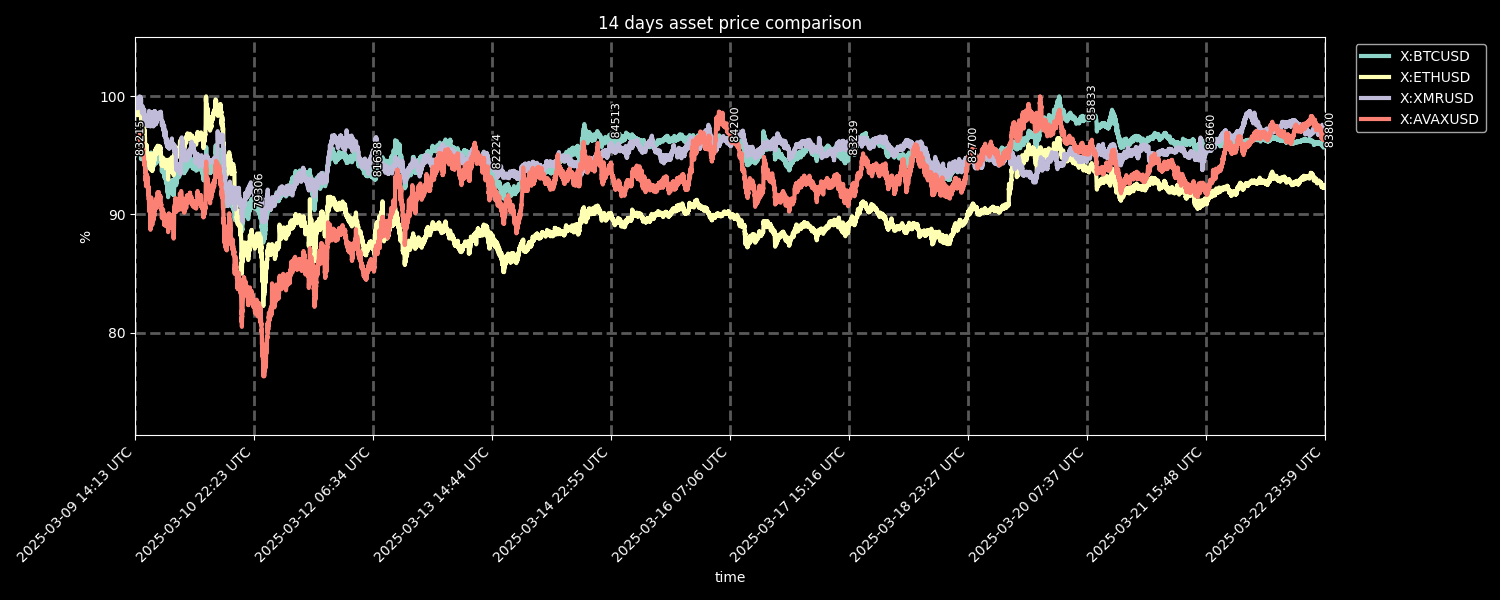 14 days asset price comparison
X:BTCUSD
X:ETHUSD
X:XMRUSD
X:AVAXUSD
100
90
80
%
83215
79306
81638
82224
84513
84200
83239
82700
85833
83660
83800
2025-03-09 14:13 UTC
2025-03-10 22:23 UTC
2025-03-12 06:34 UTC
2025-03-13 14:44 UTC
2025-03-14 22:55 UTC
2025-03-16 07:06 UTC
2025-03-17 15:16 UTC
2025-03-18 23:27 UTC
2025-03-20 07:37 UTC
2025-03-21 15:48 UTC
2025-03-22 23:59 UTC
time